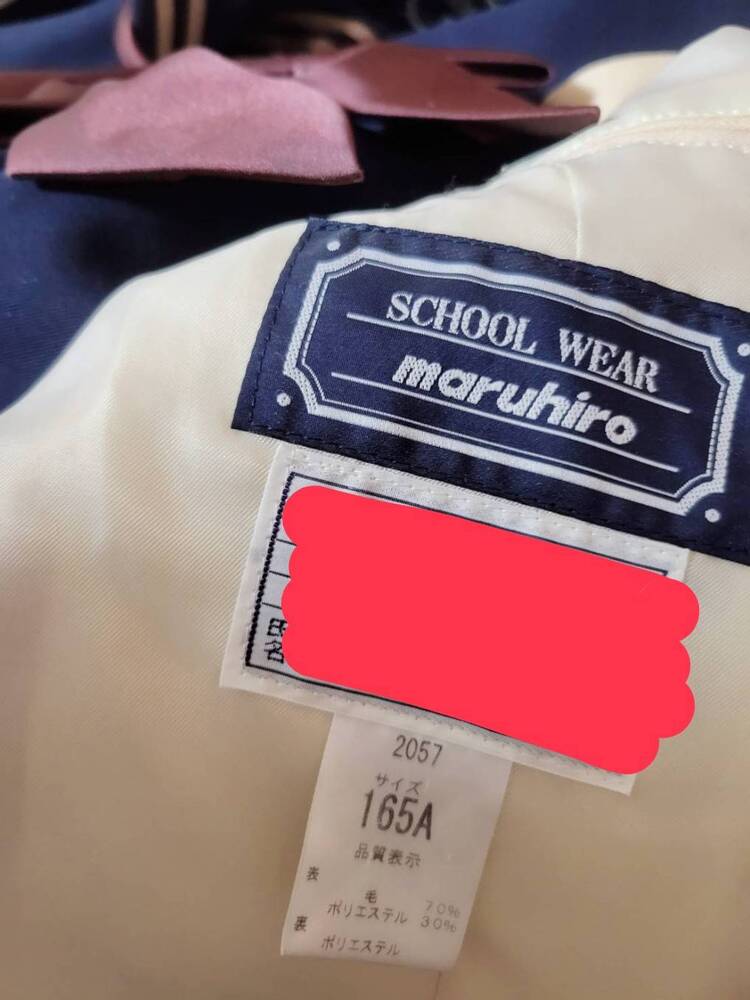 SCHOOL WEAR
maruhiro
2057
サイズ
165A
品質表示
表
毛 70%
ポリエステル 30%
裏
ポリエステル